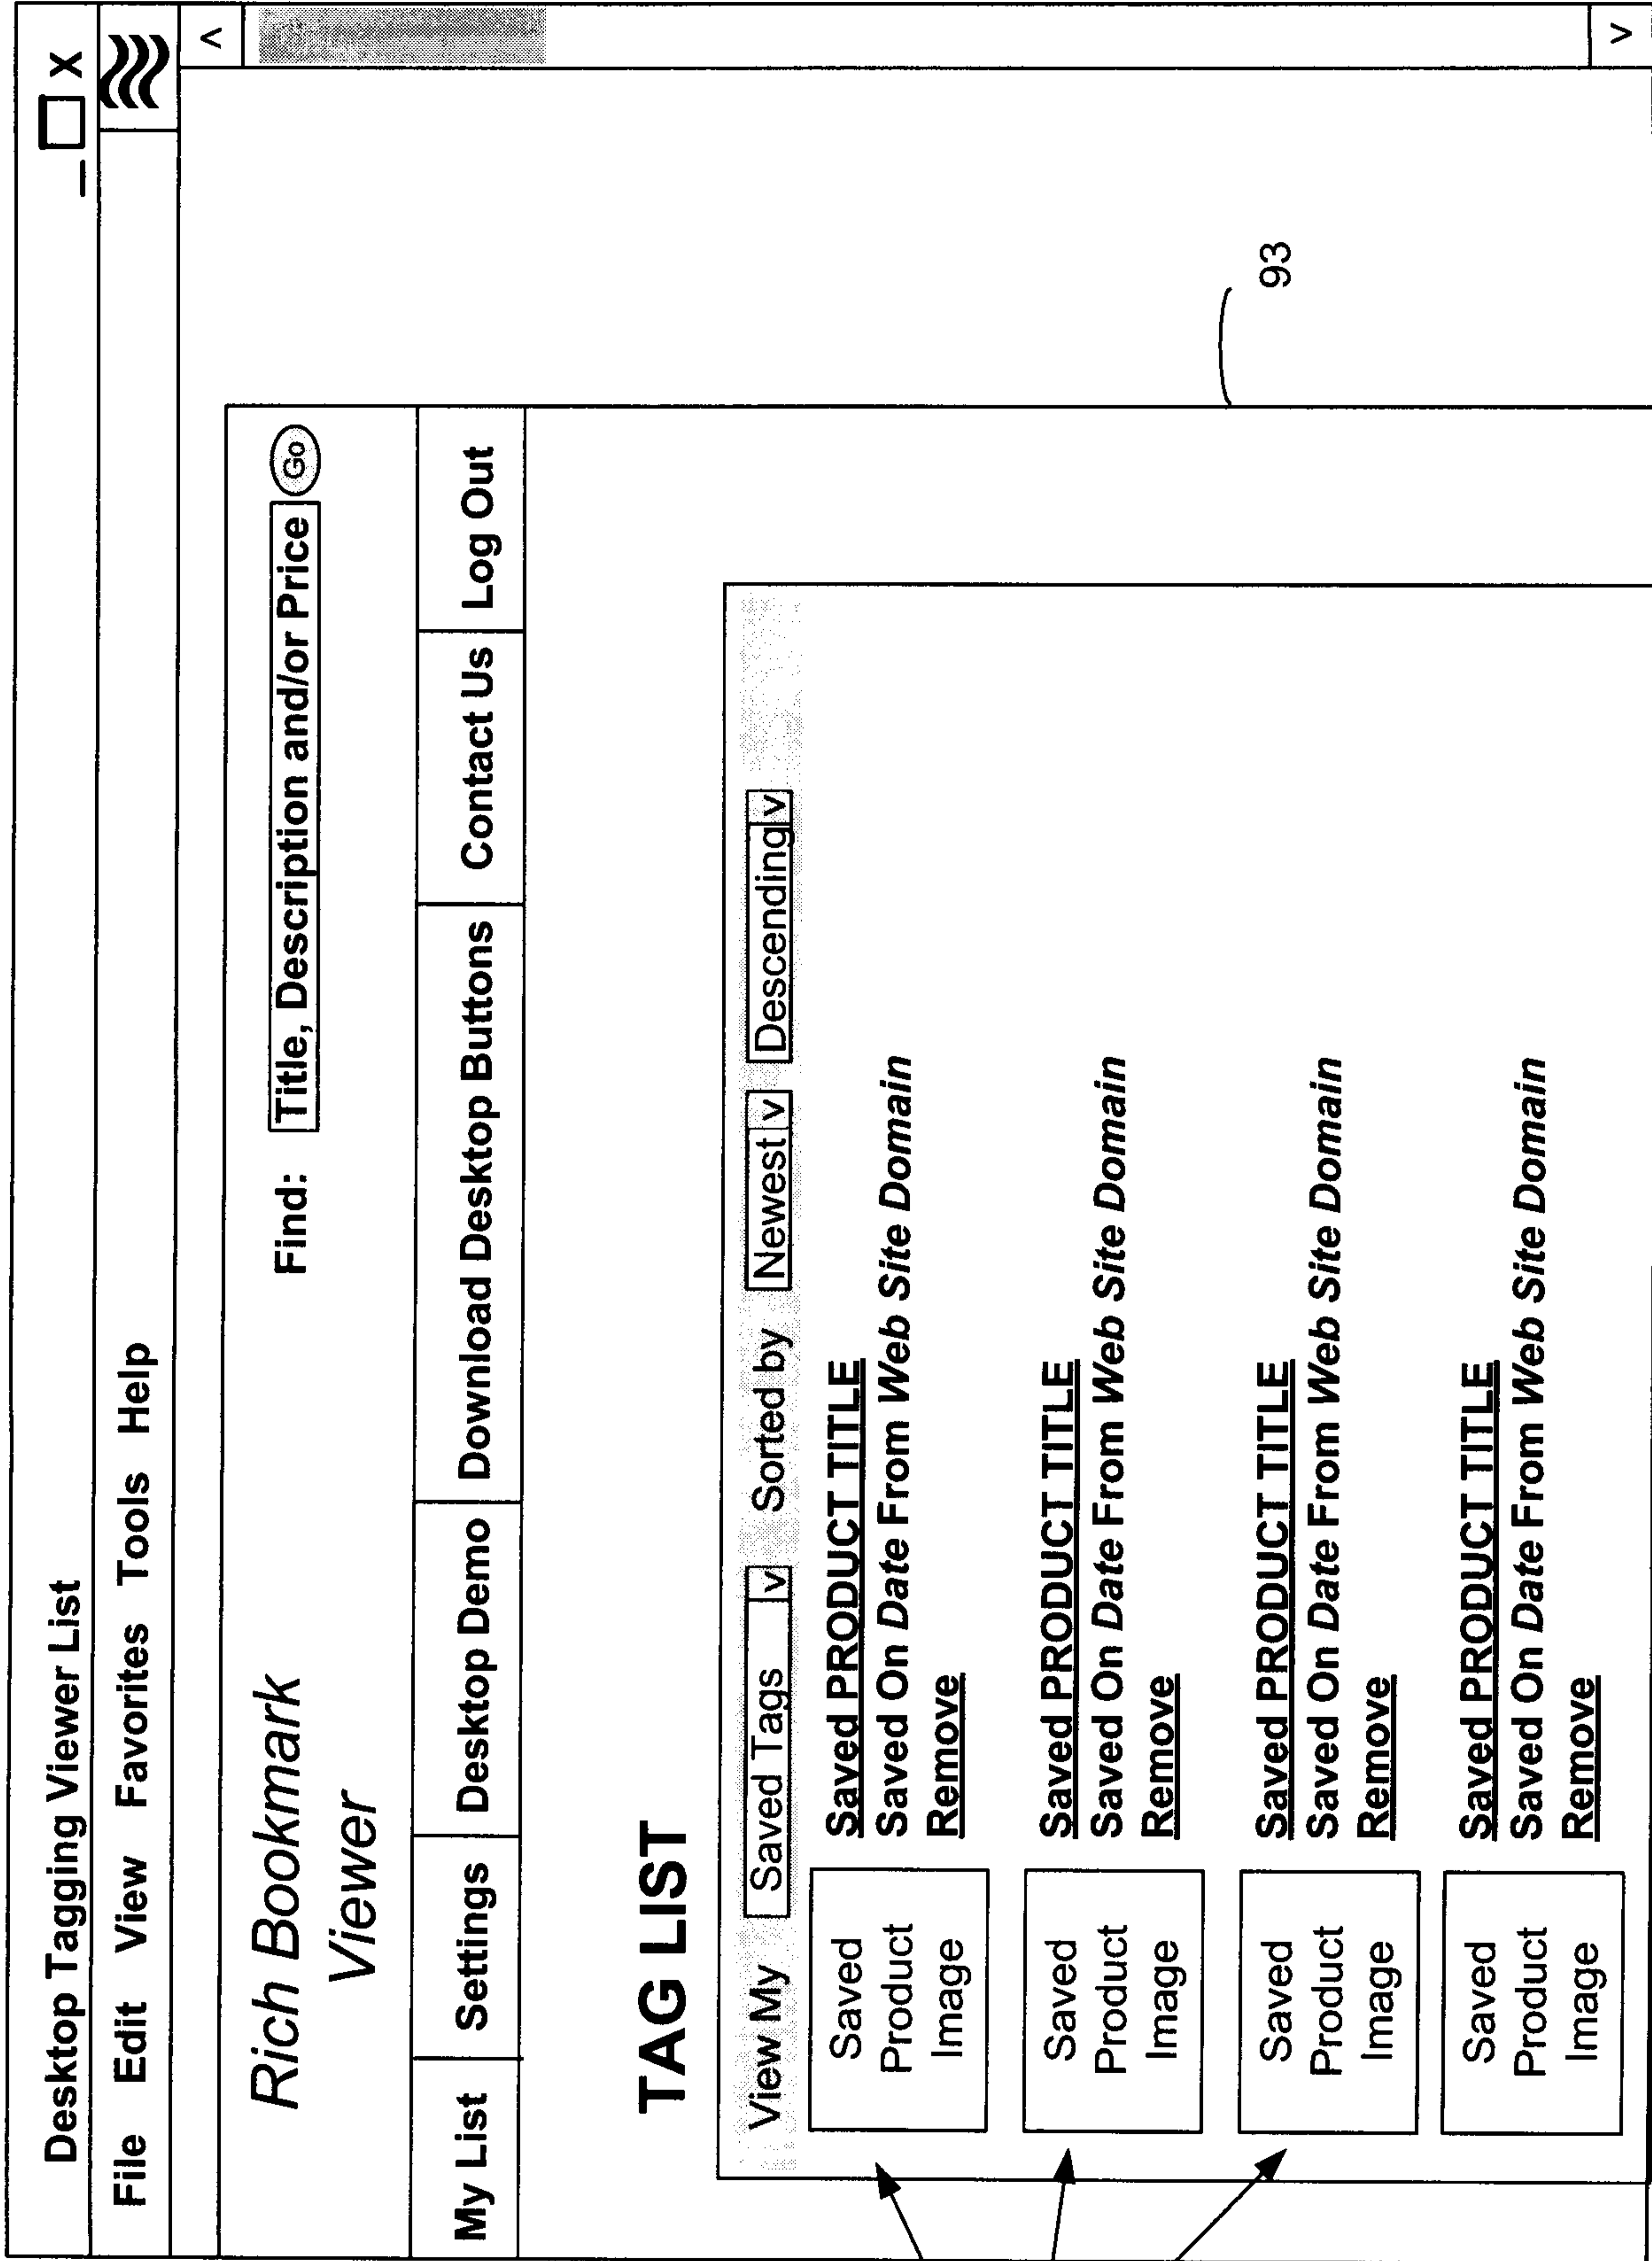 Desktop Tagging Viewer List _ X
File Edit View Favorites Tools Help
Rich Bookmark
Viewer
Find: Title, Description and/or Price Go
My List Settings Desktop Demo Download Desktop Buttons Contact Us Log Out
TAG LIST
View My Saved Tags v Sorted by Newest v Descending v
Saved
Product
Image
Saved PRODUCT TITLE
Saved On Date From Web Site Domain
Remove
Saved
Product
Image
Saved PRODUCT TITLE
Saved On Date From Web Site Domain
Remove
Saved
Product
Image
Saved PRODUCT TITLE
Saved On Date From Web Site Domain
Remove
Saved
Product
Image
Saved PRODUCT TITLE
Saved On Date From Web Site Domain
Remove
93